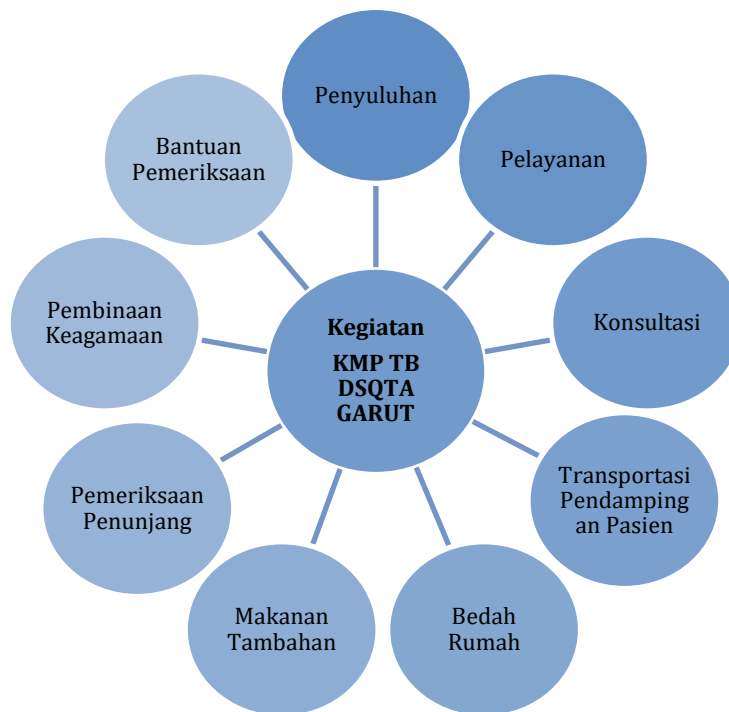 Penyuluhan
Pelayanan
Konsultasi
Transportasi
Pendamping
an Pasien
Bedah
Rumah
Makanan
Tambahan
Pemeriksaan
Penunjang
Pembinaan
Keagamaan
Bantuan
Pemeriksaan
Kegiatan
KMP TB
DSQTA
GARUT